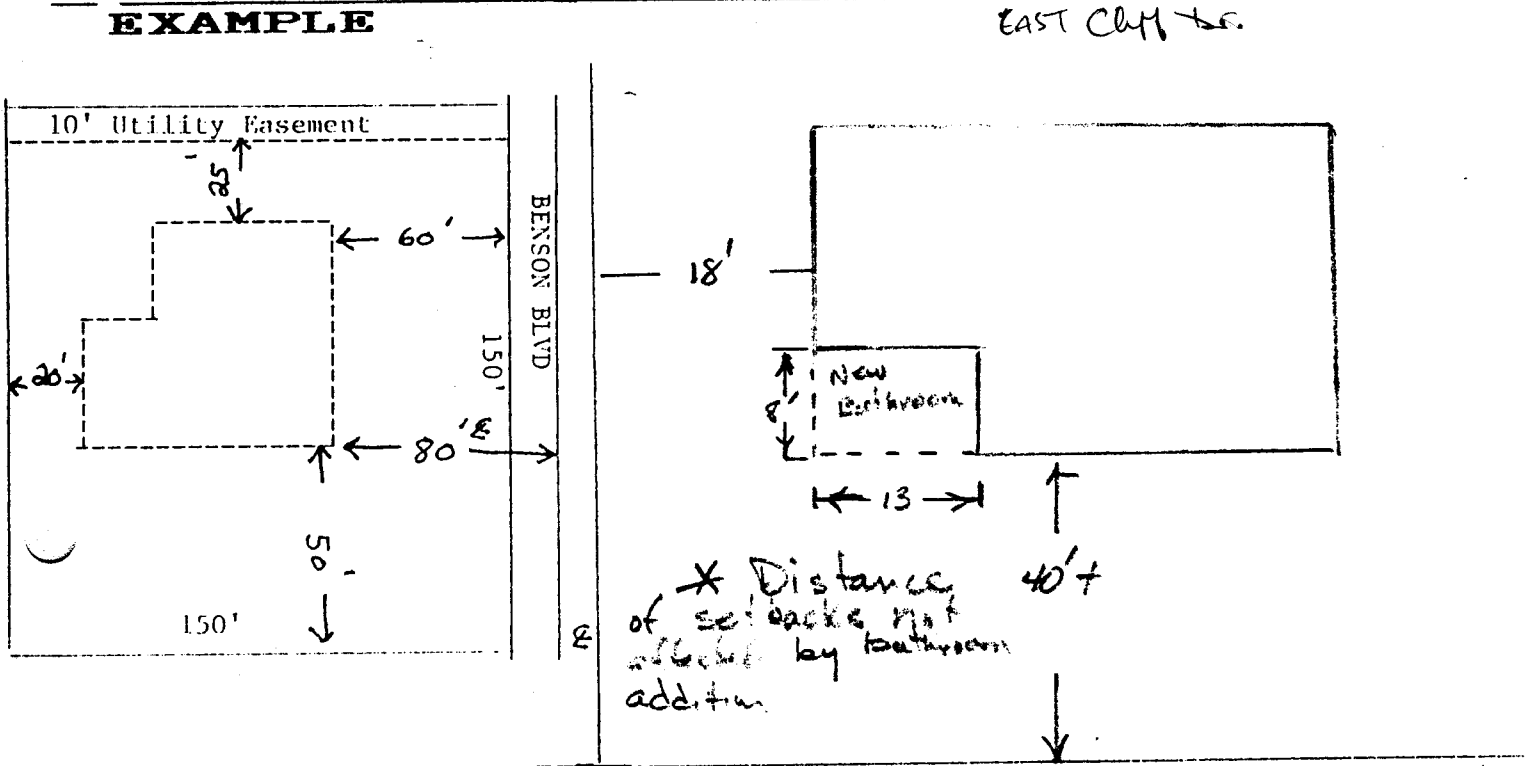 EXAMPLE
EAST Cliff Dr.
10' Utility Easement
25'
60'
BENSON BLVD
150'
20'
80' ℄
50'
150'
℄
18'
New
Bathroom
8'
13
40'+
* Distance
of setbacks not
by bathroom
addition